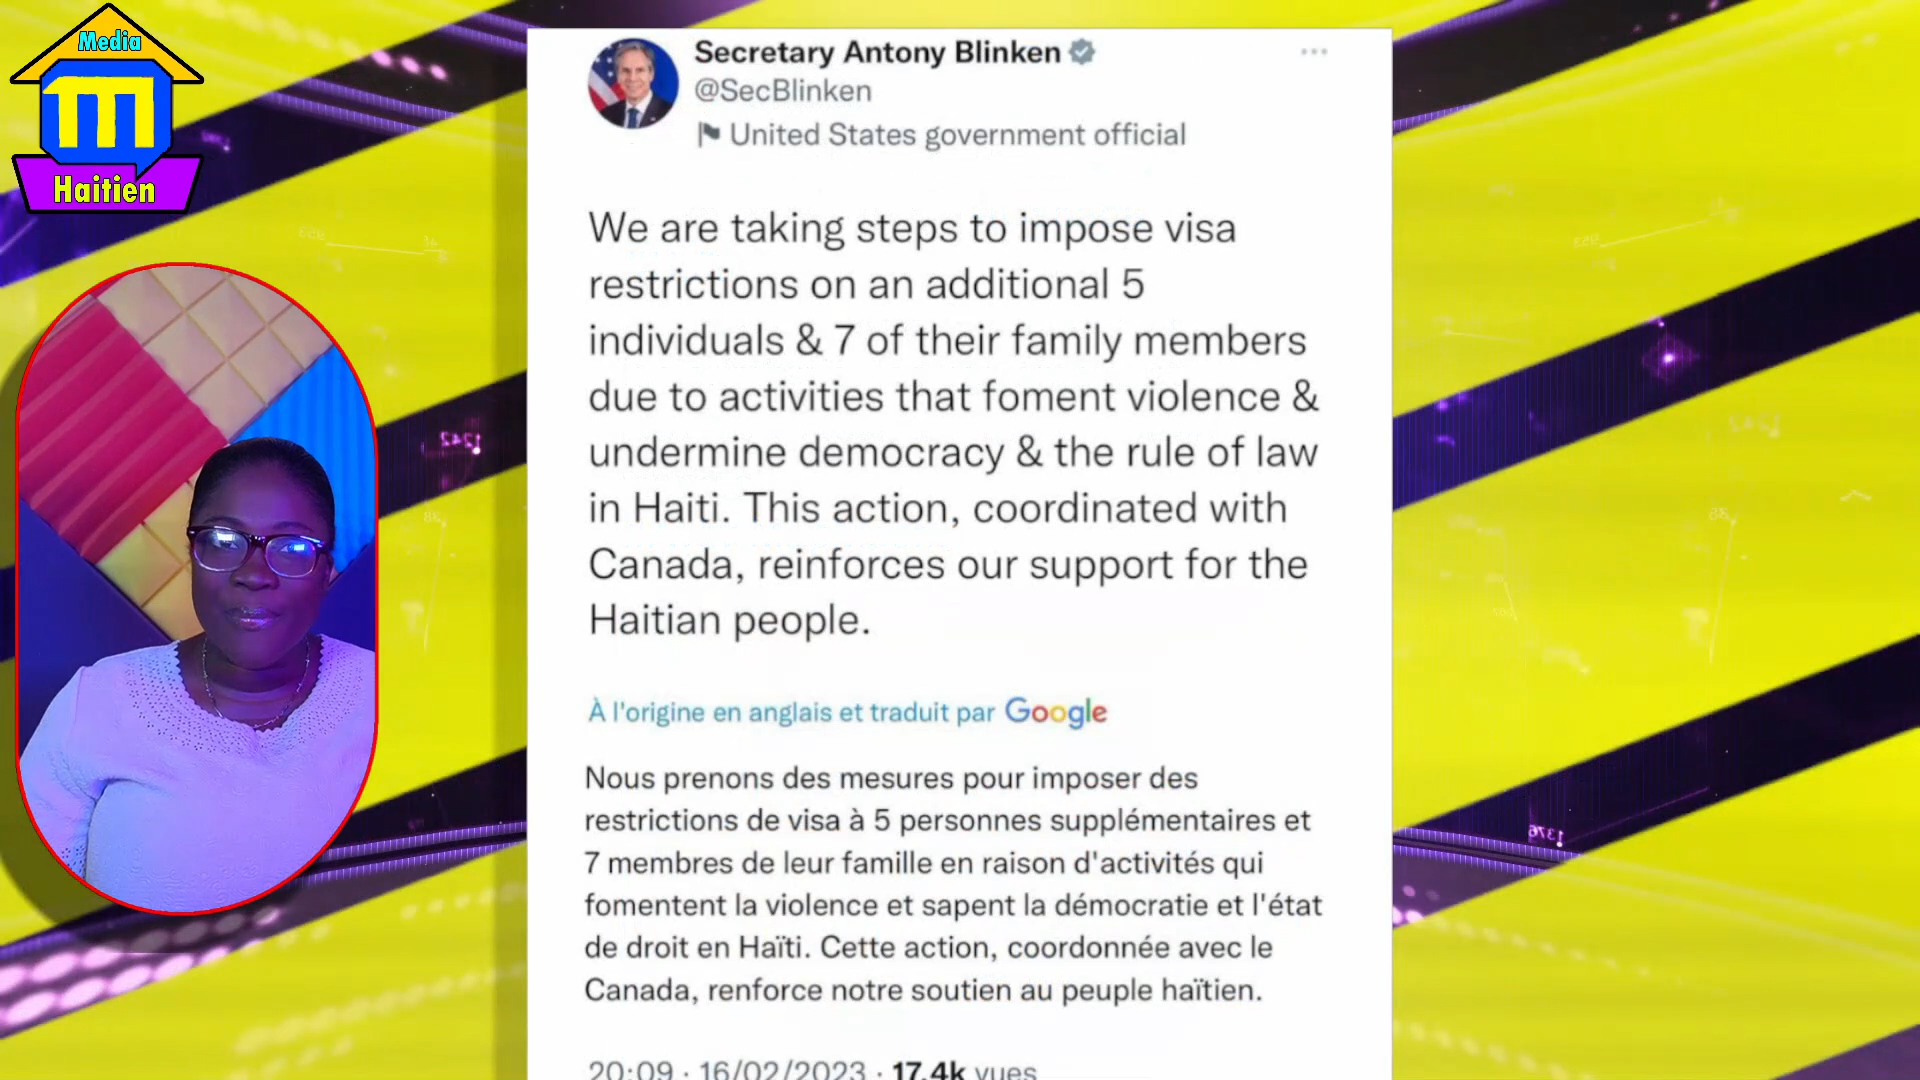 Media
m
Haitien
Secretary Antony Blinken
@SecBlinken
United States government official
We are taking steps to impose visa
restrictions on an additional 5
individuals & 7 of their family members
due to activities that foment violence &
undermine democracy & the rule of law
in Haiti. This action, coordinated with
Canada, reinforces our support for the
Haitian people.
À l'origine en anglais et traduit par Google
Nous prenons des mesures pour imposer des
restrictions de visa à 5 personnes supplémentaires et
7 membres de leur famille en raison d'activités qui
fomentent la violence et sapent la démocratie et l'état
de droit en Haïti. Cette action, coordonnée avec le
Canada, renforce notre soutien au peuple haïtien.
20:09 · 16/02/2023 · 17.4k vues